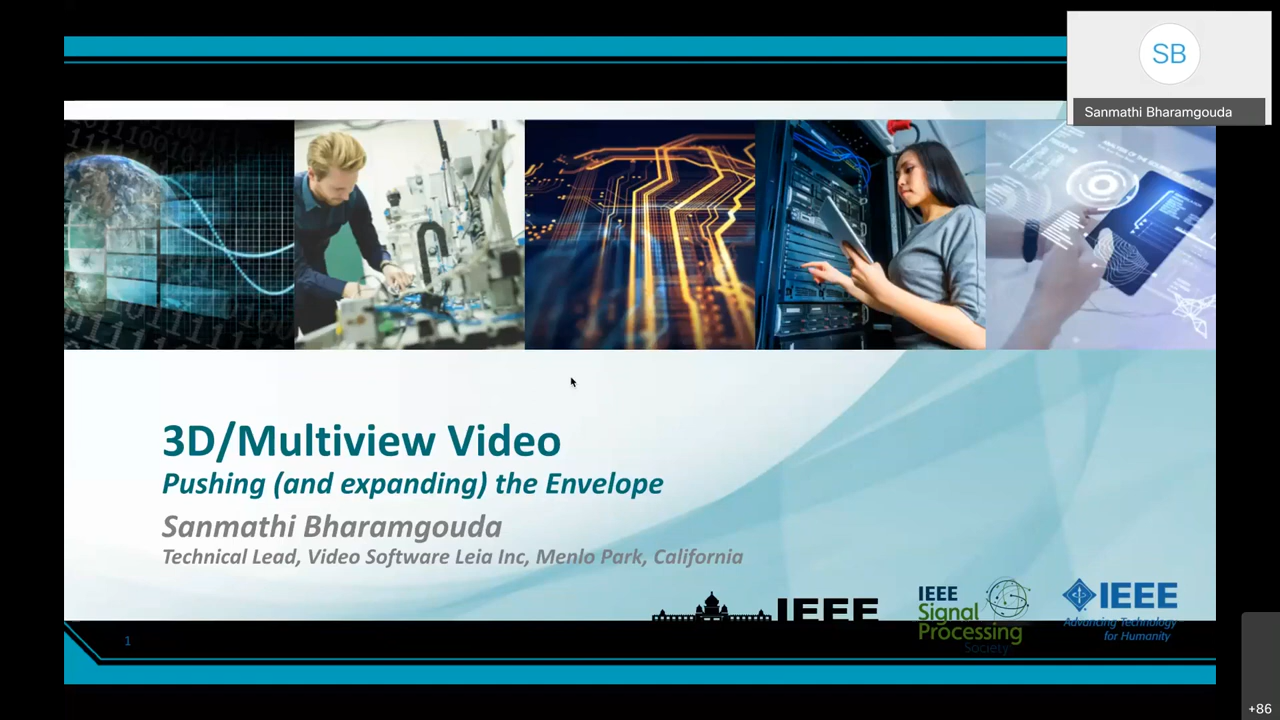 SB
Sanmathi Bharamgouda
3D/Multiview Video
Pushing (and expanding) the Envelope
Sanmathi Bharamgouda
Technical Lead, Video Software Leia Inc, Menlo Park, California
IEEE
IEEE
Signal
Processing
Society
IEEE
Advancing Technology
for Humanity
1
+86